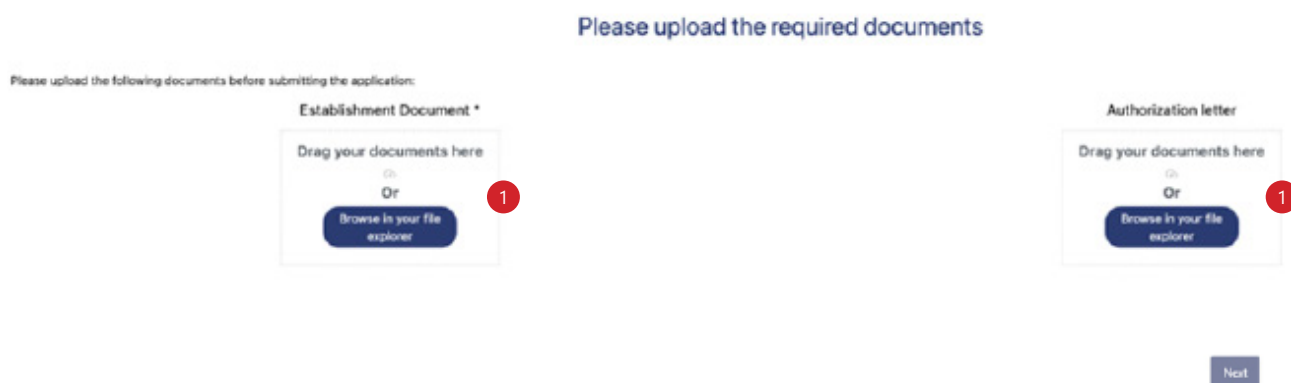 Please upload the required documents
Please upload the following documents before submitting the application:
Establishment Document *
Drag your documents here
Or
Browse in your file
explorer
1
Authorization letter
Drag your documents here
Or
Browse in your file
explorer
1
Next